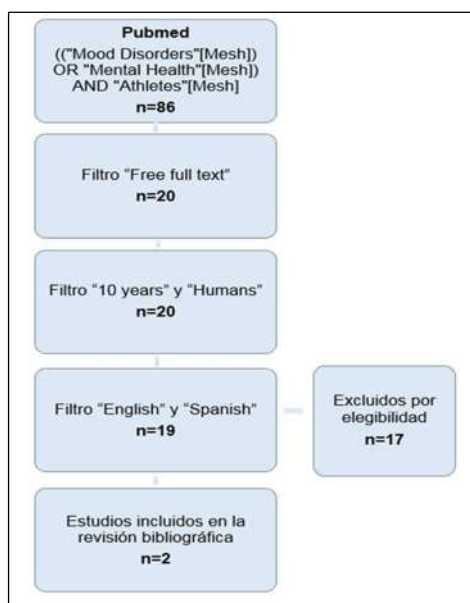 Pubmed
(("Mood Disorders"[Mesh])
OR "Mental Health"[Mesh])
AND "Athletes"[Mesh]
n=86
Filtro "Free full text"
n=20
Filtro "10 years" y "Humans"
n=20
Filtro "English" y "Spanish"
n=19
Excluidos por
elegibilidad
n=17
Estudios incluidos en la
revisión bibliográfica
n=2